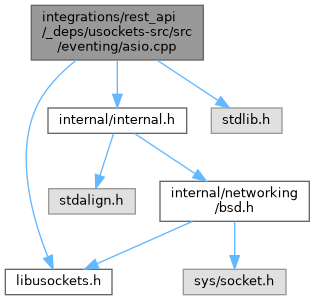 integrations/rest_api
/_deps/usockets-src/src
/eventing/asio.cpp
internal/internal.h
stdlib.h
stdalign.h
internal/networking
/bsd.h
libusockets.h
sys/socket.h